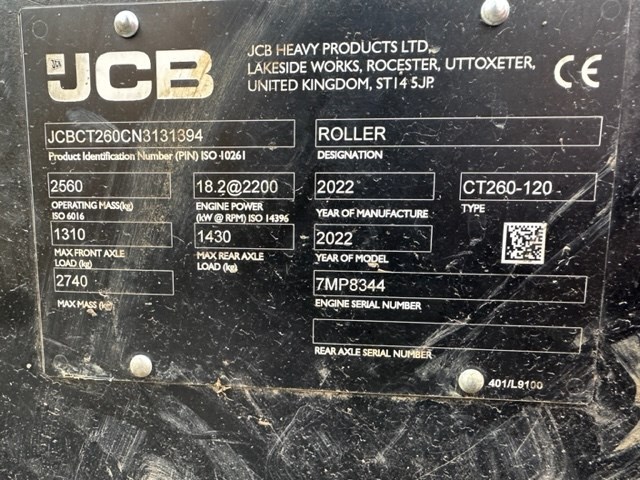 JCB
JCB HEAVY PRODUCTS LTD,
LAKESIDE WORKS, ROCESTER, UTTOXETER,
UNITED KINGDOM, ST14 5JP.
CE
JCBCT260CN3131394
Product Identification Number (PIN) ISO 10261
ROLLER
DESIGNATION
2560
OPERATING MASS(kg)
ISO 6016
18.2@2200
ENGINE POWER
(kW @ RPM) ISO 14396
2022
YEAR OF MANUFACTURE
CT260-120
TYPE
1310
MAX FRONT AXLE
LOAD (kg)
1430
MAX REAR AXLE
LOAD (kg)
2022
YEAR OF MODEL
2740
MAX MASS (kg)
7MP8344
ENGINE SERIAL NUMBER
REAR AXLE SERIAL NUMBER
401/L9100